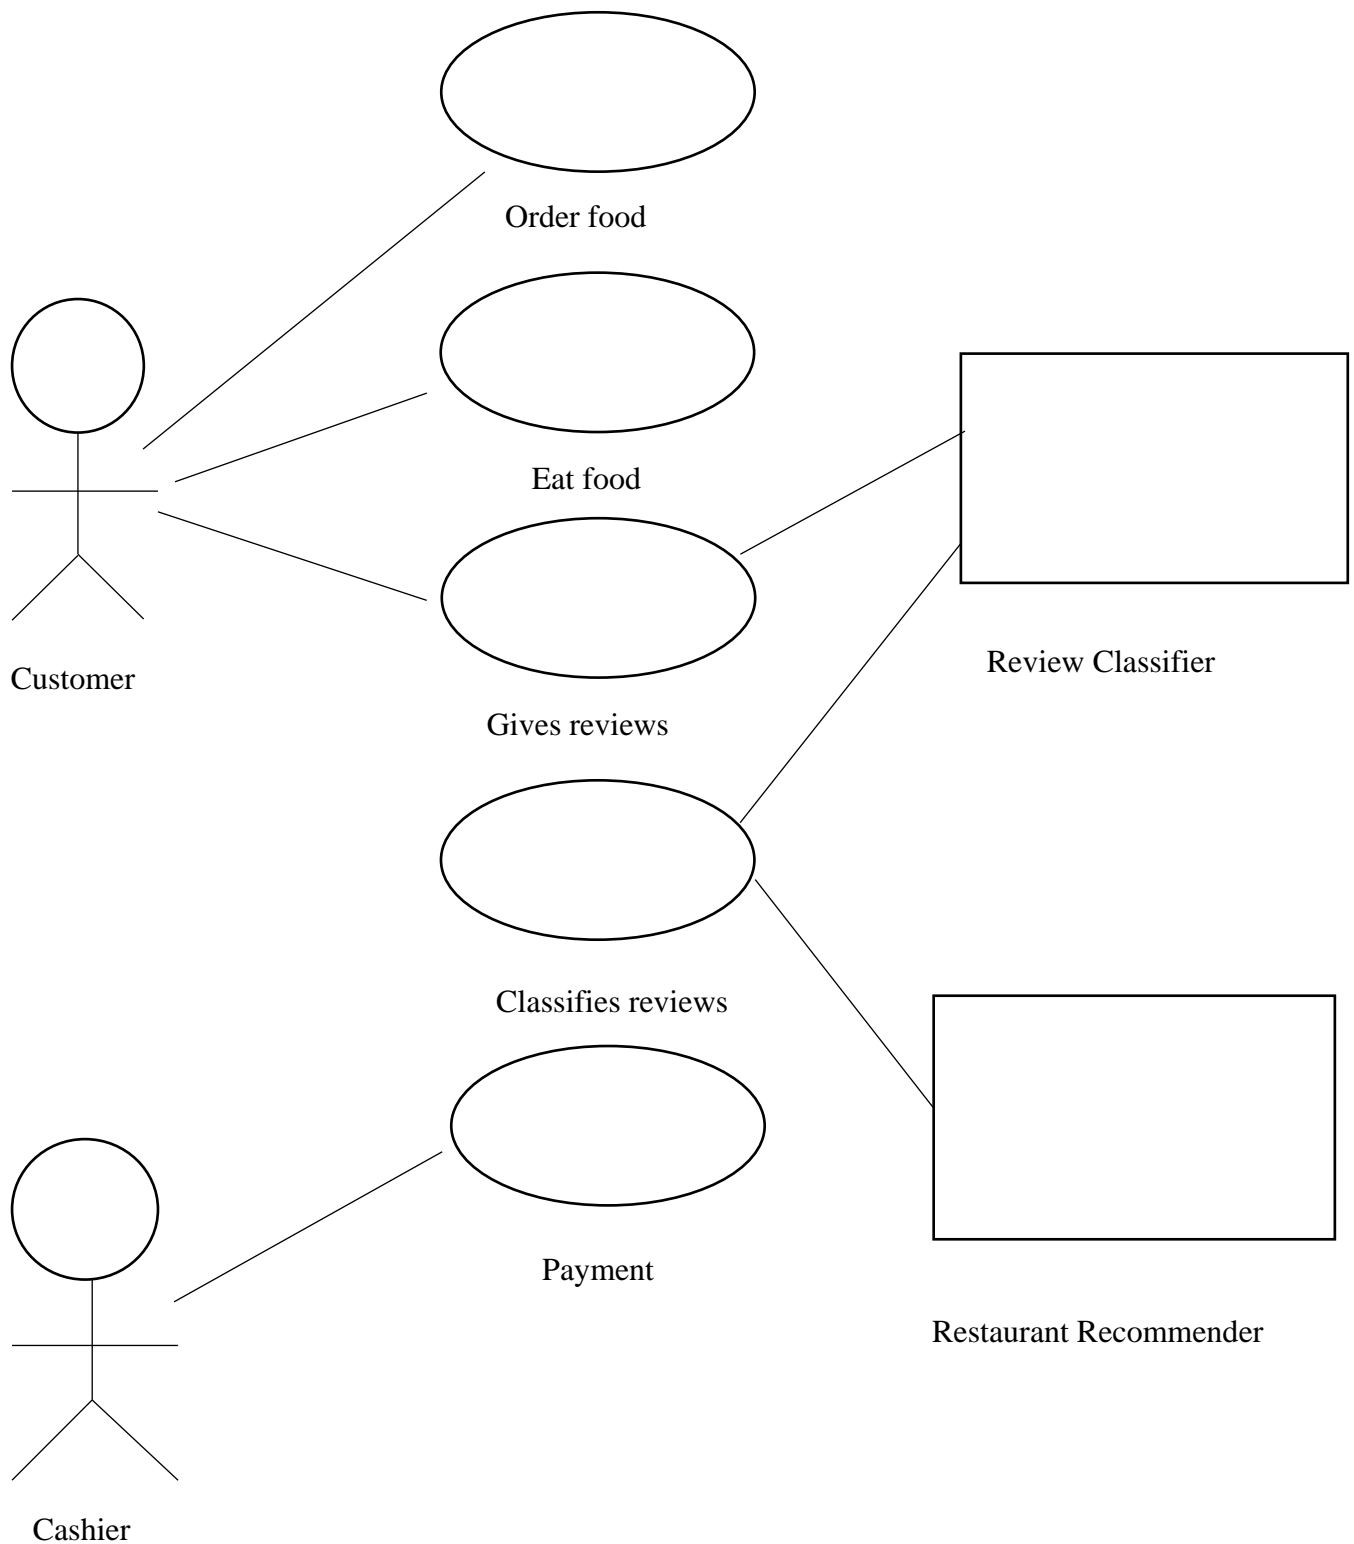 Order food
Eat food
Customer
Review Classifier
Gives reviews
Classifies reviews
Payment
Restaurant Recommender
Cashier